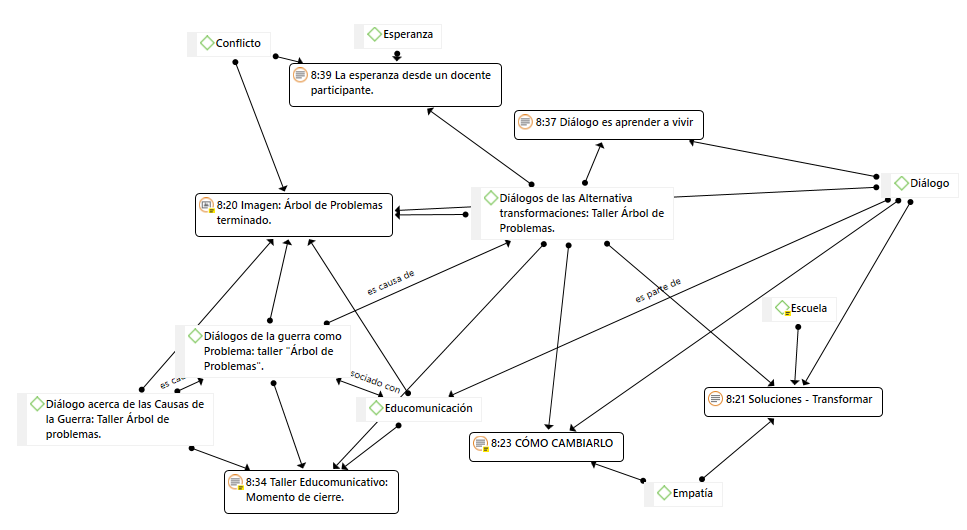 Esperanza
Conflicto
8:39 La esperanza desde un docente
participante.
8:37 Diálogo es aprender a vivir
Diálogo
8:20 Imagen: Árbol de Problemas
terminado.
Diálogos de las Alternativa
transformaciones: Taller Árbol de
Problemas.
es causa de
es parte de
Escuela
Diálogos de la guerra como
Problema: taller "Árbol de
Problemas".
es
sociado con
Diálogo acerca de las Causas de
la Guerra: Taller Árbol de
problemas.
Educomunicación
8:21 Soluciones - Transformar
8:23 CÓMO CAMBIARLO
8:34 Taller Educomunicativo:
Momento de cierre.
Empatía